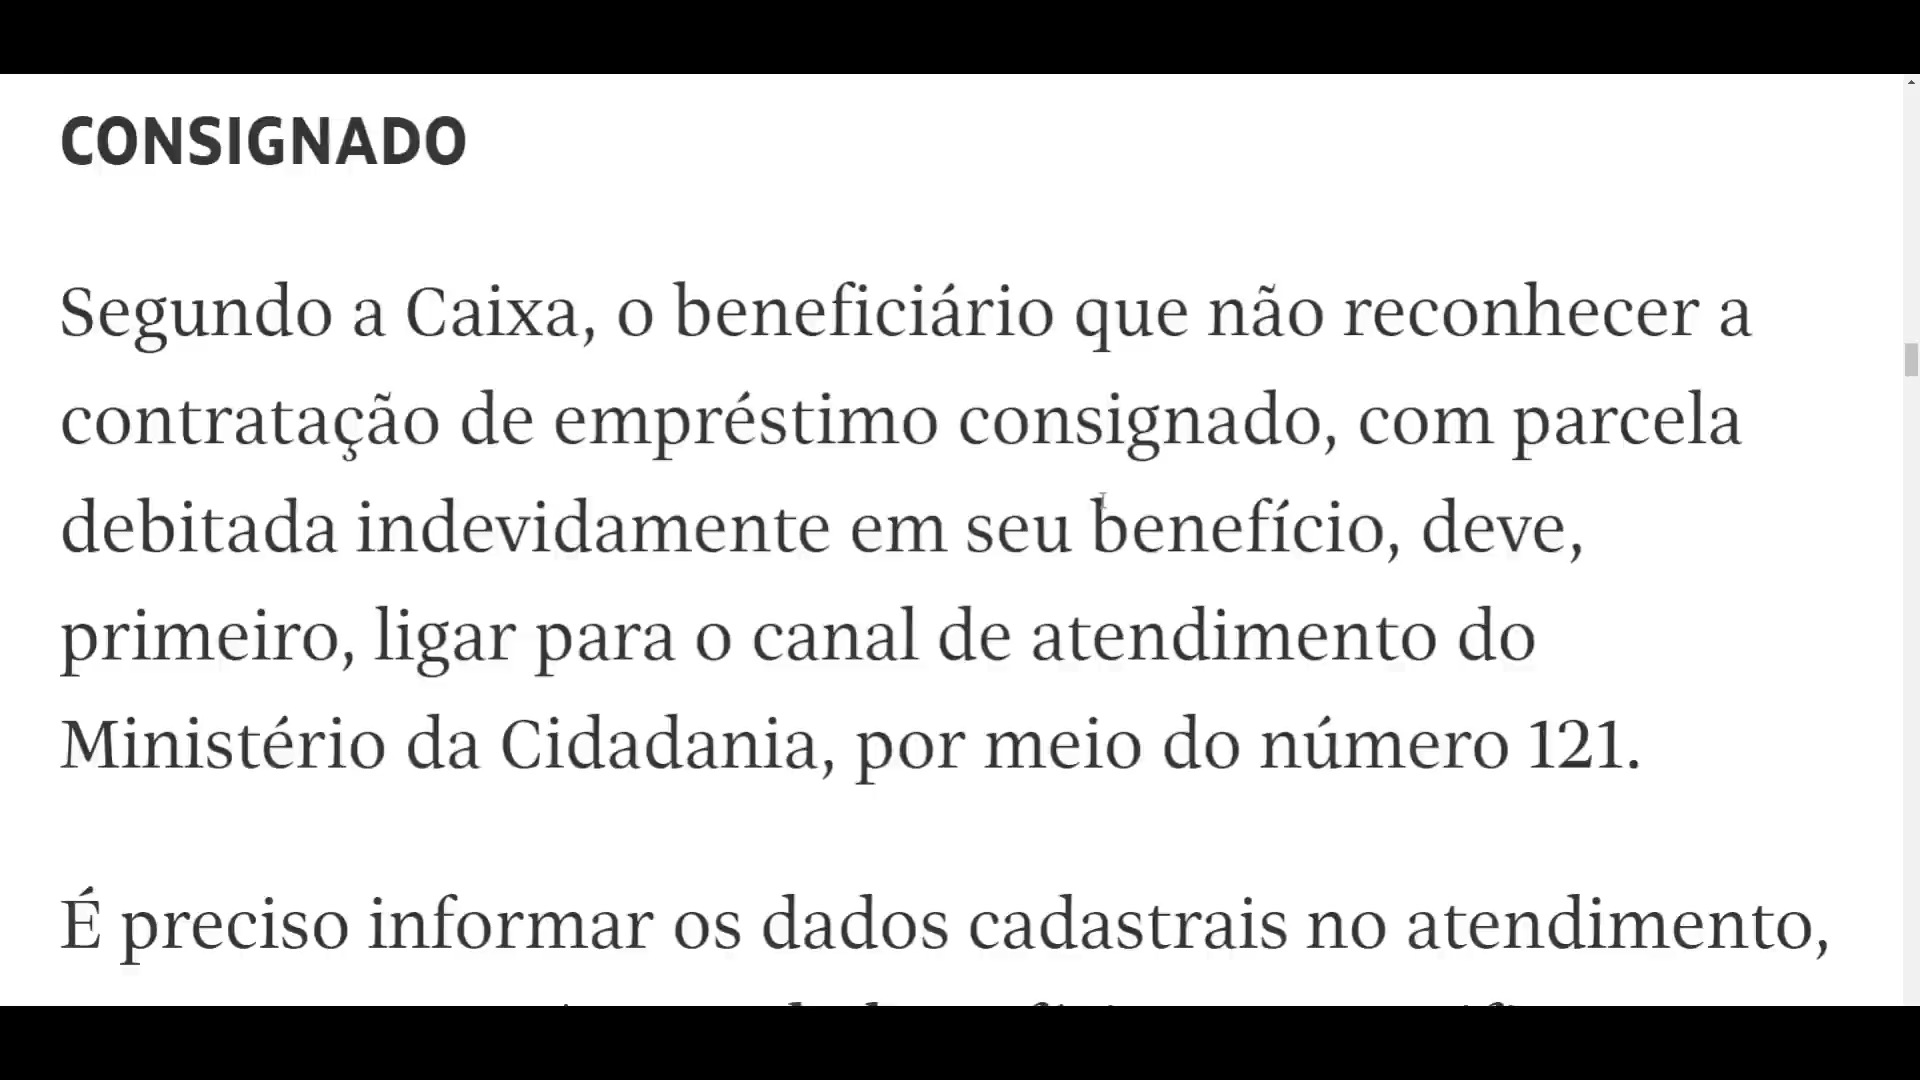 CONSIGNADO
Segundo a Caixa, o beneficiário que não reconhecer a
contratação de empréstimo consignado, com parcela
debitada indevidamente em seu benefício, deve,
primeiro, ligar para o canal de atendimento do
Ministério da Cidadania, por meio do número 121.
É preciso informar os dados cadastrais no atendimento,